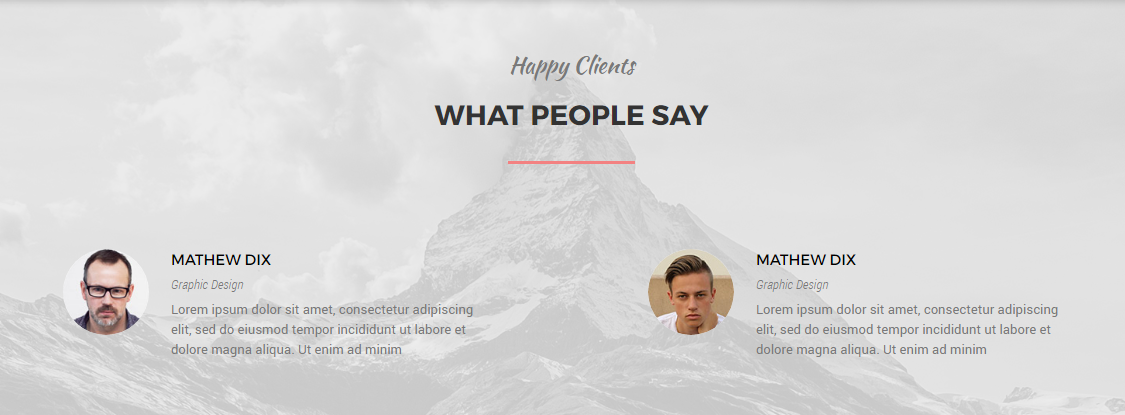 Happy Clients
WHAT PEOPLE SAY
MATHEW DIX
Graphic Design
Lorem ipsum dolor sit amet, consectetur adipiscing
elit, sed do eiusmod tempor incididunt ut labore et
dolore magna aliqua. Ut enim ad minim
MATHEW DIX
Graphic Design
Lorem ipsum dolor sit amet, consectetur adipiscing
elit, sed do eiusmod tempor incididunt ut labore et
dolore magna aliqua. Ut enim ad minim